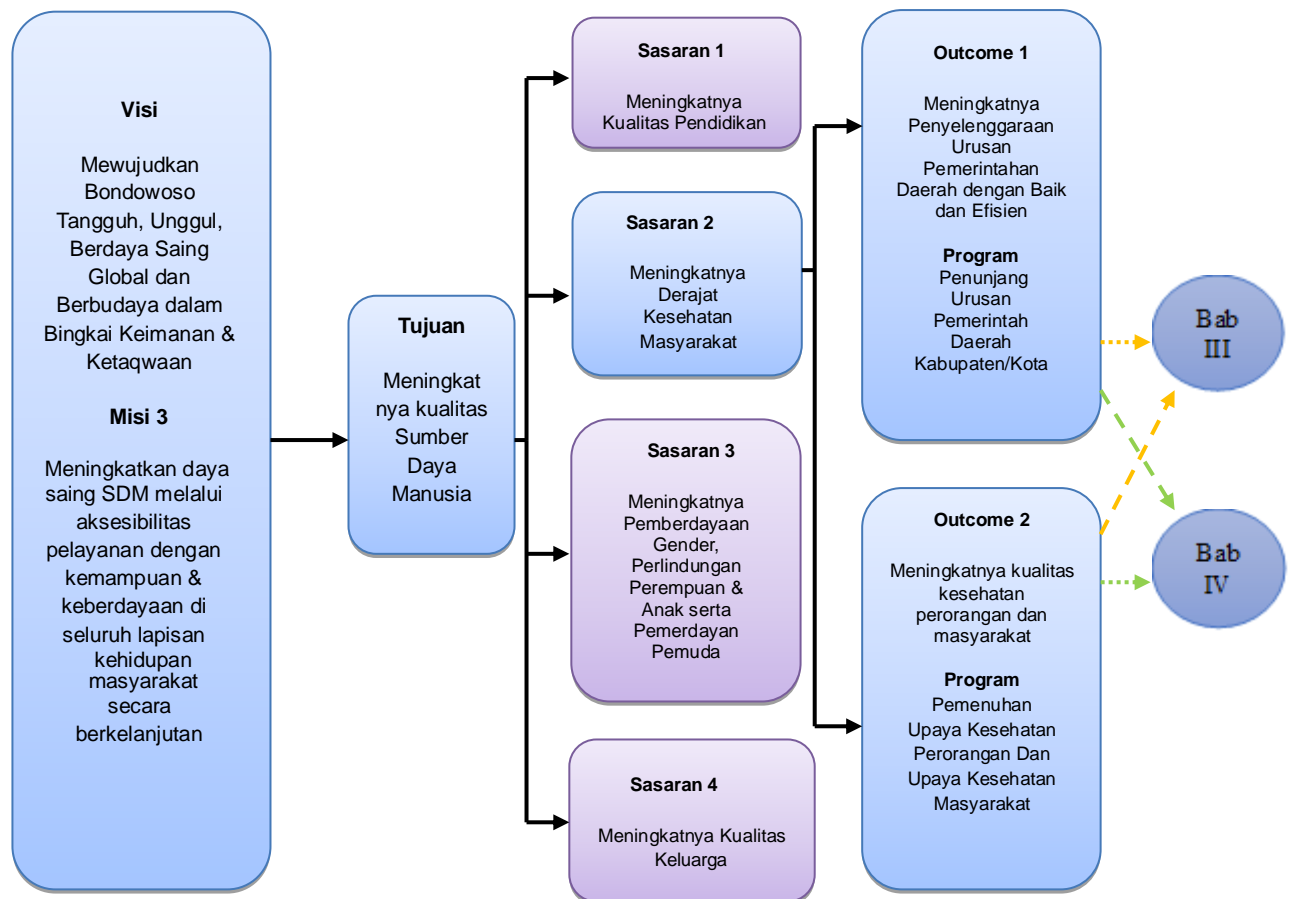 Visi
Mewujudkan
Bondowoso
Tangguh, Unggul,
Berdaya Saing
Global dan
Berbudaya dalam
Bingkai Keimanan &
Ketaqwaan
Misi 3
Meningkatkan daya
saing SDM melalui
aksesibilitas
pelayanan dengan
kemampuan &
keberdayaan di
seluruh lapisan
kehidupan
masyarakat
secara
berkelanjutan
Tujuan
Meningkat
nya kualitas
Sumber
Daya
Manusia
Sasaran 1
Meningkatnya
Kualitas Pendidikan
Sasaran 2
Meningkatnya
Derajat
Kesehatan
Masyarakat
Sasaran 3
Meningkatnya
Pemberdayaan
Gender,
Perlindungan
Perempuan &
Anak serta
Pemerdayan
Pemuda
Sasaran 4
Meningkatnya Kualitas
Keluarga
Outcome 1
Meningkatnya
Penyelenggaraan
Urusan
Pemerintahan
Daerah dengan Baik
dan Efisien
Program
Penunjang
Urusan
Pemerintah
Daerah
Kabupaten/Kota
Outcome 2
Meningkatnya kualitas
kesehatan
perorangan dan
masyarakat
Program
Pemenuhan
Upaya Kesehatan
Perorangan Dan
Upaya Kesehatan
Masyarakat
Bab
III
Bab
IV